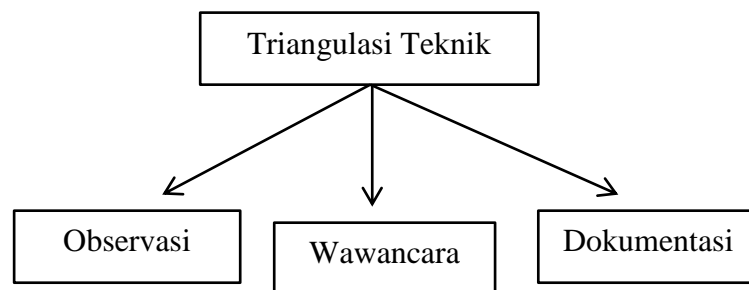 Triangulasi Teknik
Observasi
Wawancara
Dokumentasi